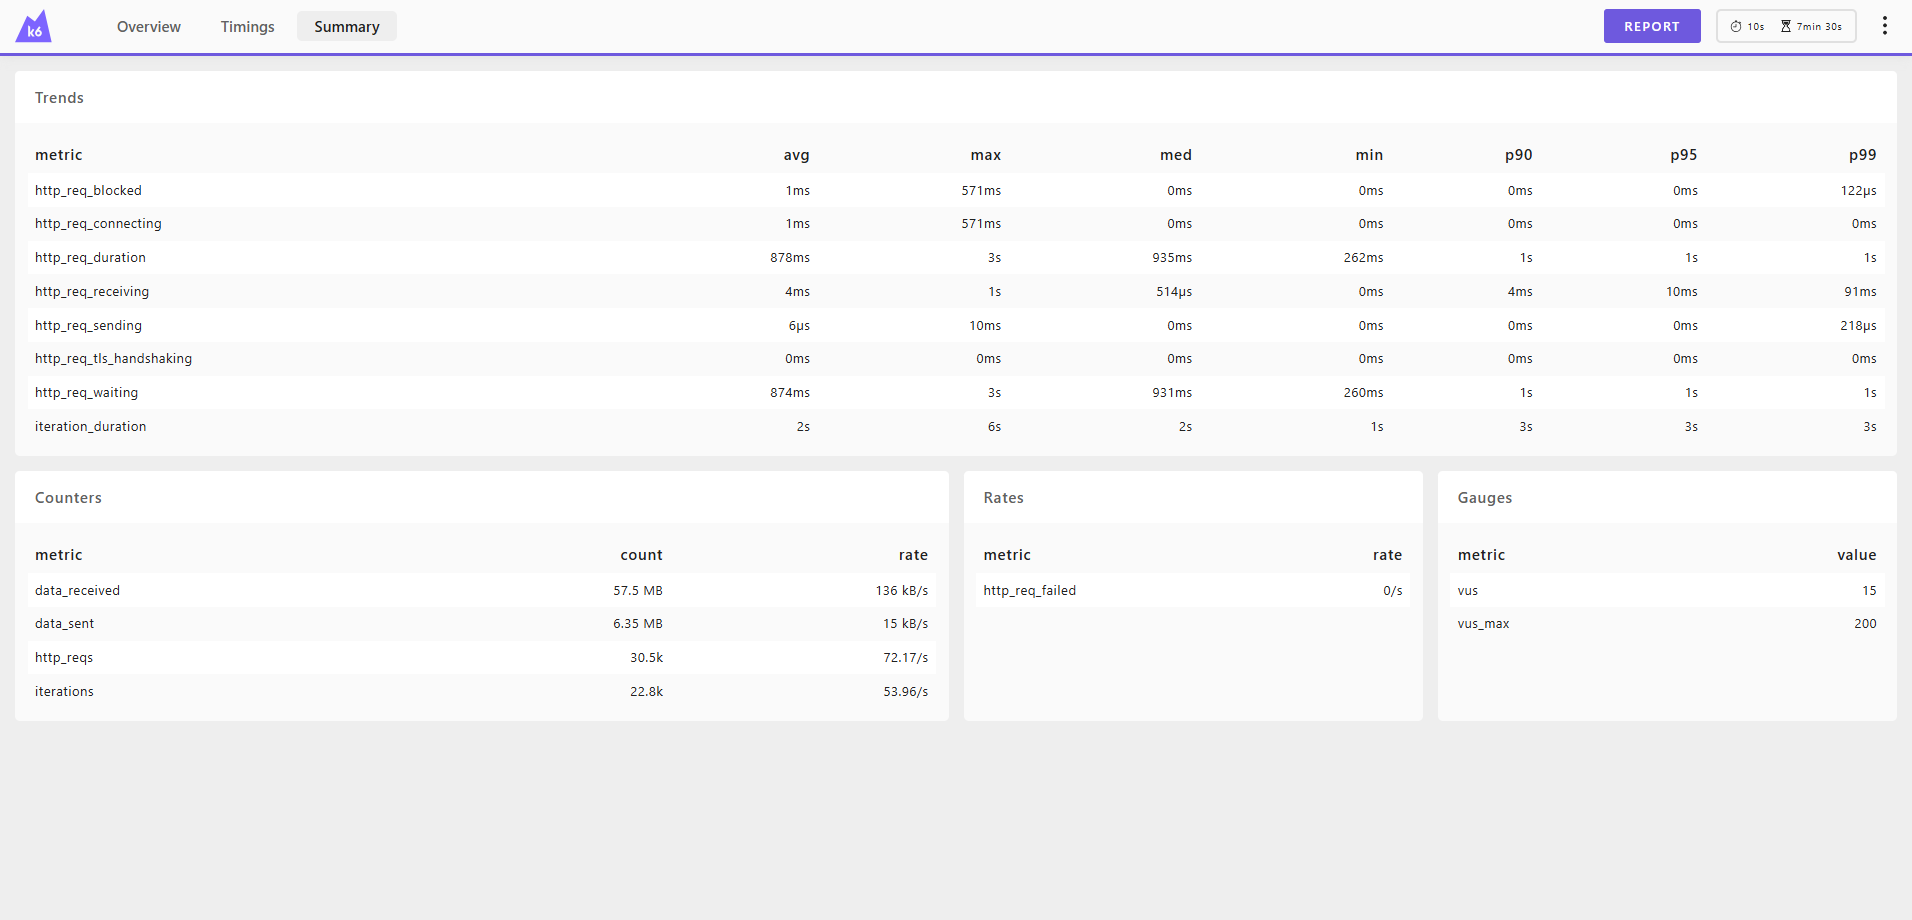 k6 Overview Timings Summary REPORT 10s 7min 30s
Trends
metric avg max med min p90 p95 p99
http_req_blocked 1ms 571ms 0ms 0ms 0ms 0ms 122µs
http_req_connecting 1ms 571ms 0ms 0ms 0ms 0ms 0ms
http_req_duration 878ms 3s 935ms 262ms 1s 1s 1s
http_req_receiving 4ms 1s 514µs 0ms 4ms 10ms 91ms
http_req_sending 6µs 10ms 0ms 0ms 0ms 0ms 218µs
http_req_tls_handshaking 0ms 0ms 0ms 0ms 0ms 0ms 0ms
http_req_waiting 874ms 3s 931ms 260ms 1s 1s 1s
iteration_duration 2s 6s 2s 1s 3s 3s 3s
Counters
metric count rate
data_received 57.5 MB 136 kB/s
data_sent 6.35 MB 15 kB/s
http_reqs 30.5k 72.17/s
iterations 22.8k 53.96/s
Rates
metric rate
http_req_failed 0/s
Gauges
metric value
vus 15
vus_max 200